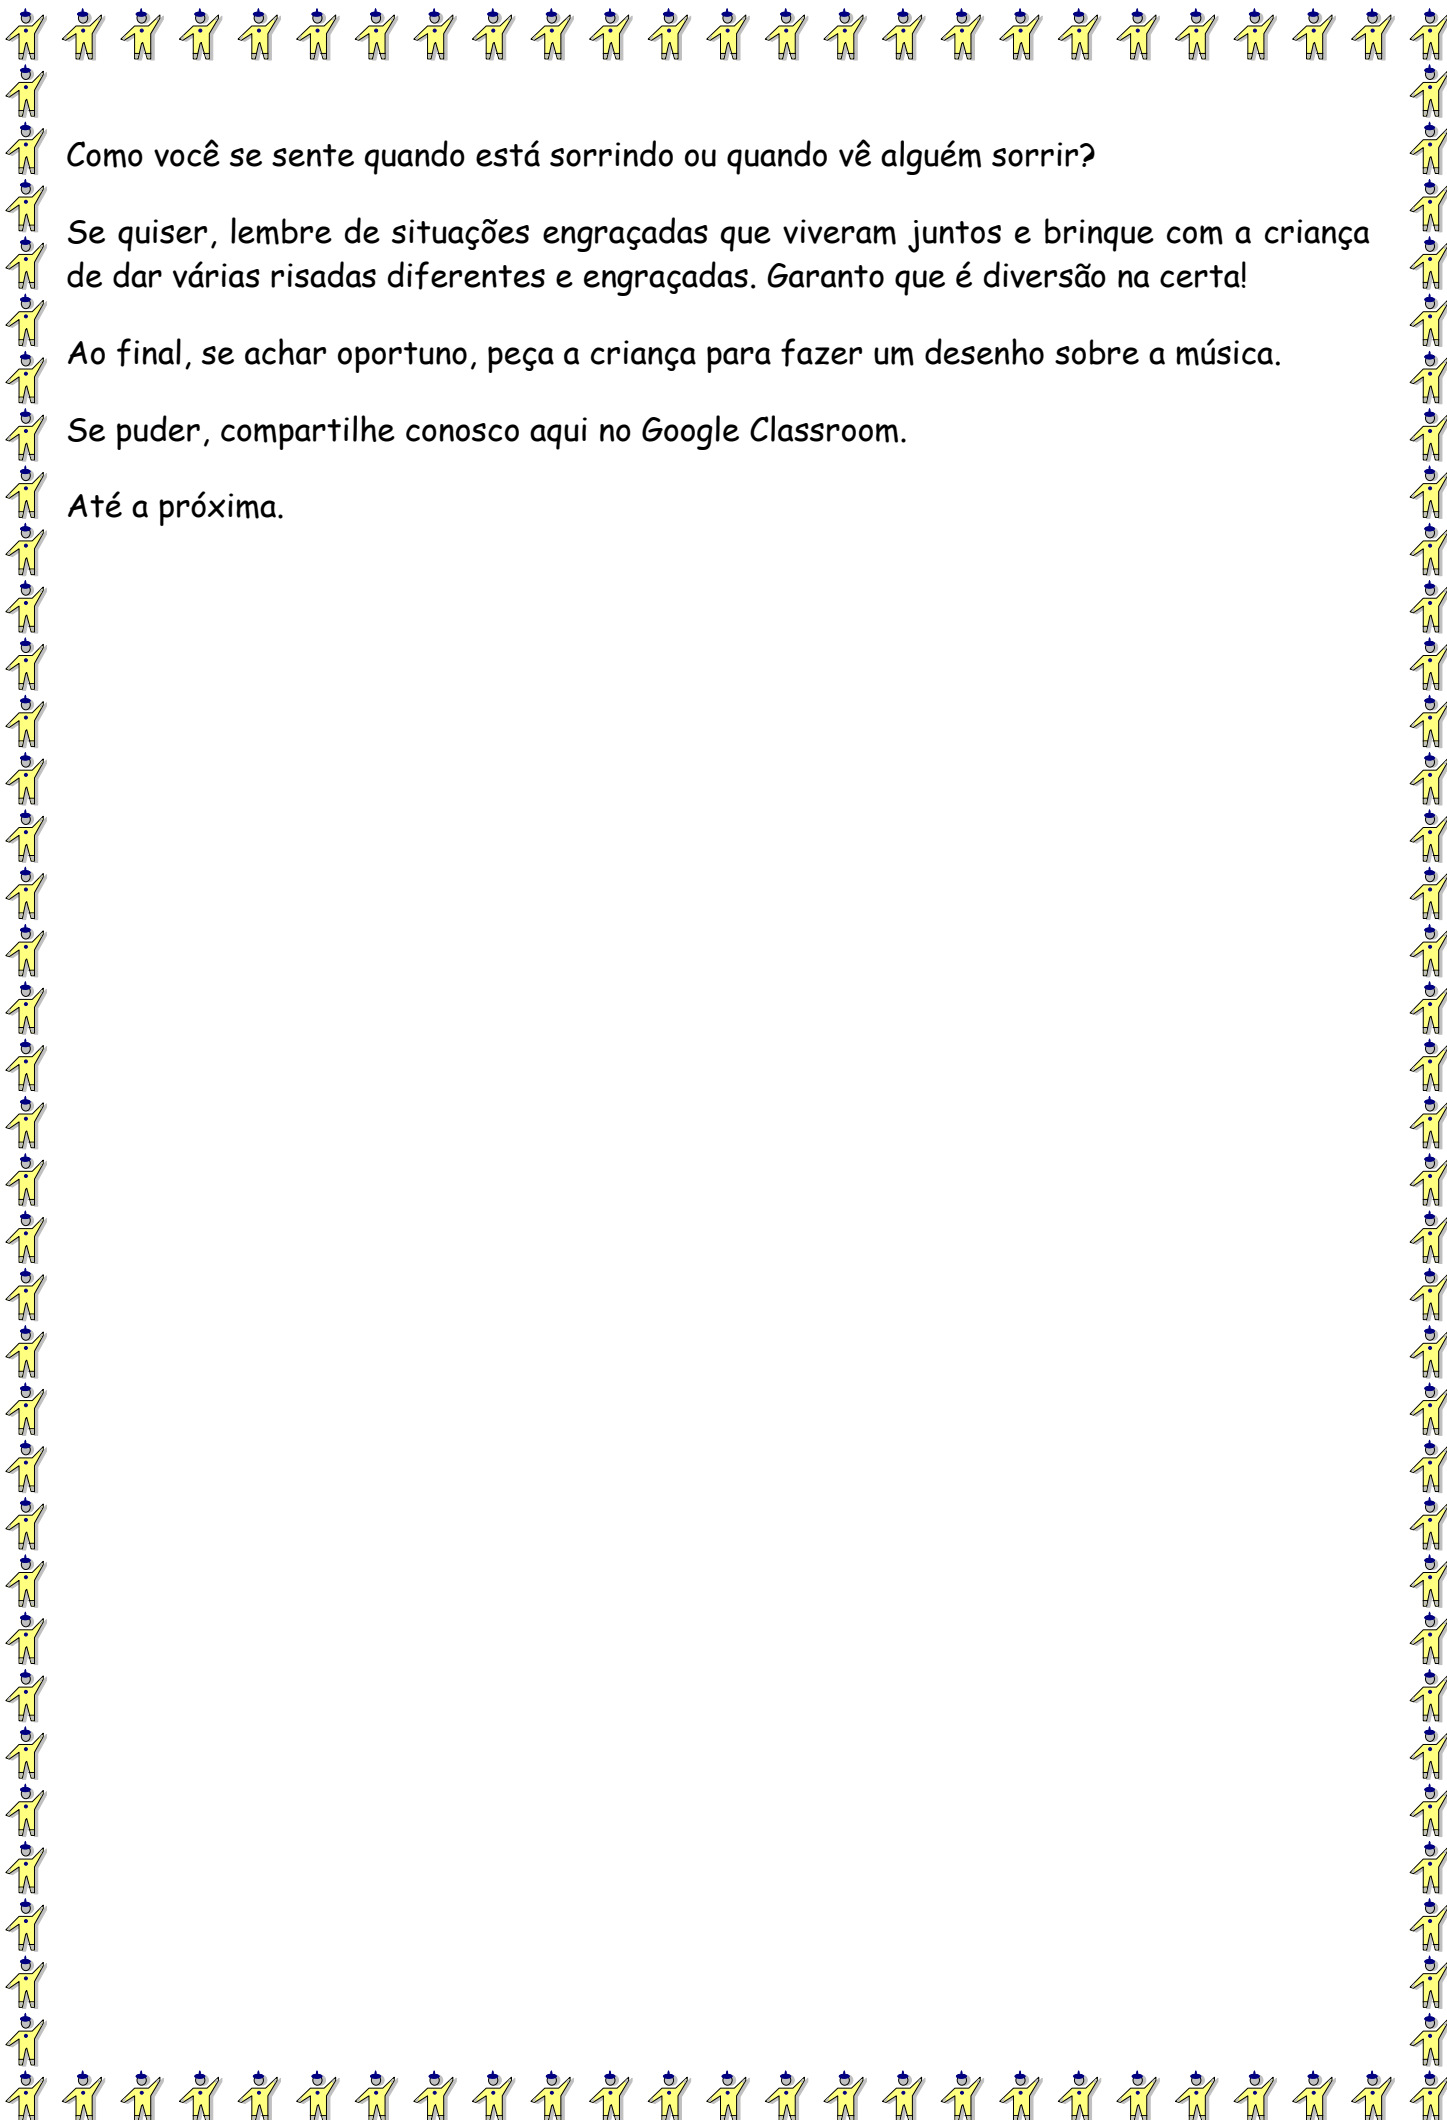 Como você se sente quando está sorrindo ou quando vê alguém sorrir?
Se quiser, lembre de situações engraçadas que viveram juntos e brinque com a criança
de dar várias risadas diferentes e engraçadas. Garanto que é diversão na certa!
Ao final, se achar oportuno, peça a criança para fazer um desenho sobre a música.
Se puder, compartilhe conosco aqui no Google Classroom.
Até a próxima.